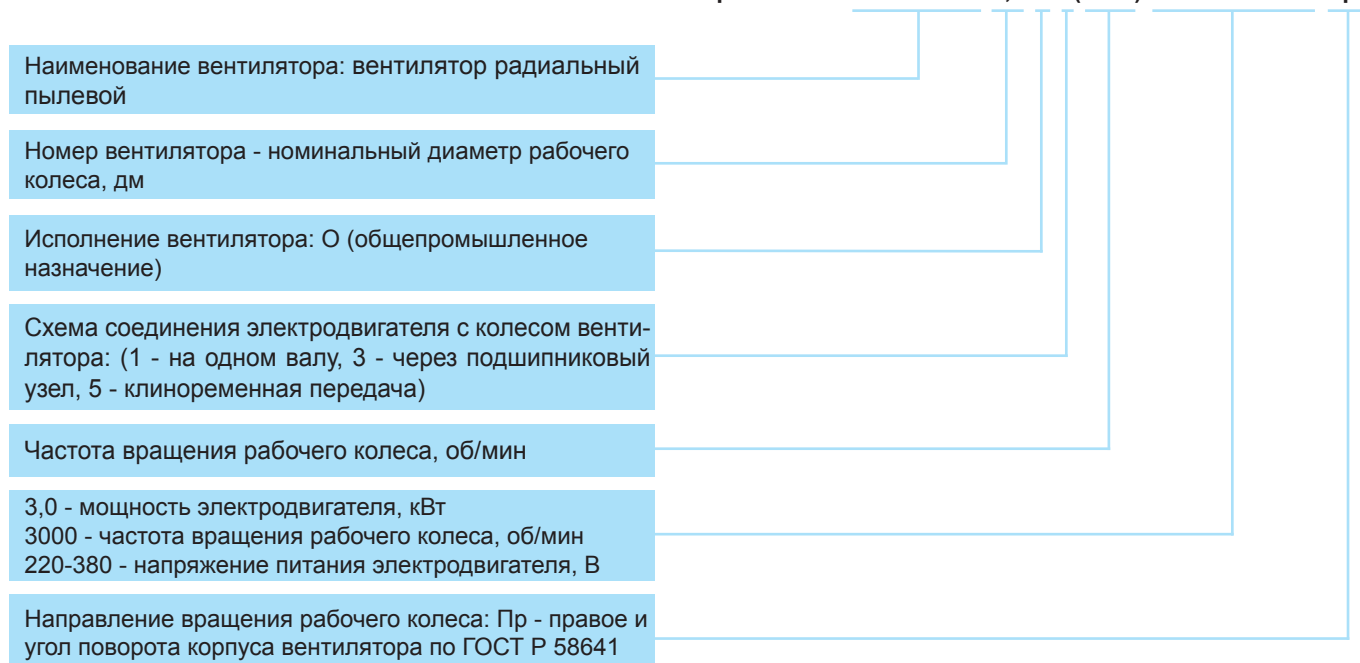 Наименование вентилятора: вентилятор радиальный
пылевой
Номер вентилятора - номинальный диаметр рабочего
колеса, дм
Исполнение вентилятора: О (общепромышленное
назначение)
Схема соединения электродвигателя с колесом венти-
лятора: (1 - на одном валу, 3 - через подшипниковый
узел, 5 - клиноременная передача)
Частота вращения рабочего колеса, об/мин
3,0 - мощность электродвигателя, кВт
3000 - частота вращения рабочего колеса, об/мин
220-380 - напряжение питания электродвигателя, В
Направление вращения рабочего колеса: Пр - правое и
угол поворота корпуса вентилятора по ГОСТ Р 58641